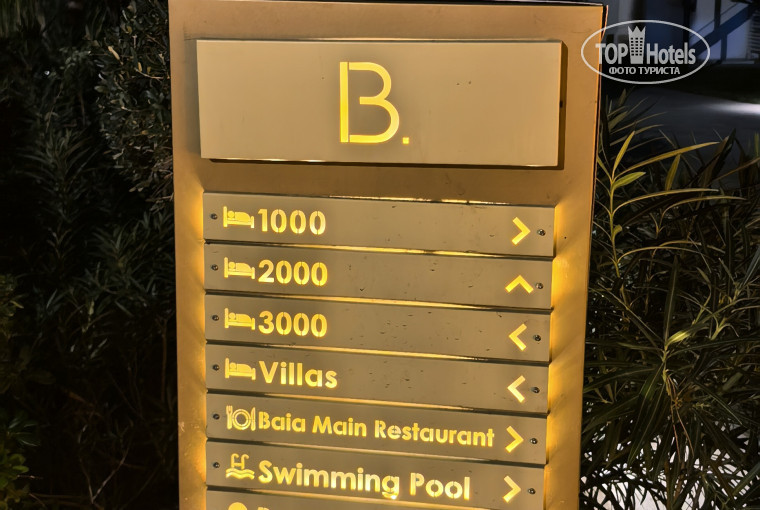 TOP Hotels
ФОТО ТУРИСТА
B.
1000
2000
3000
Villas
Baia Main Restaurant
Swimming Pool